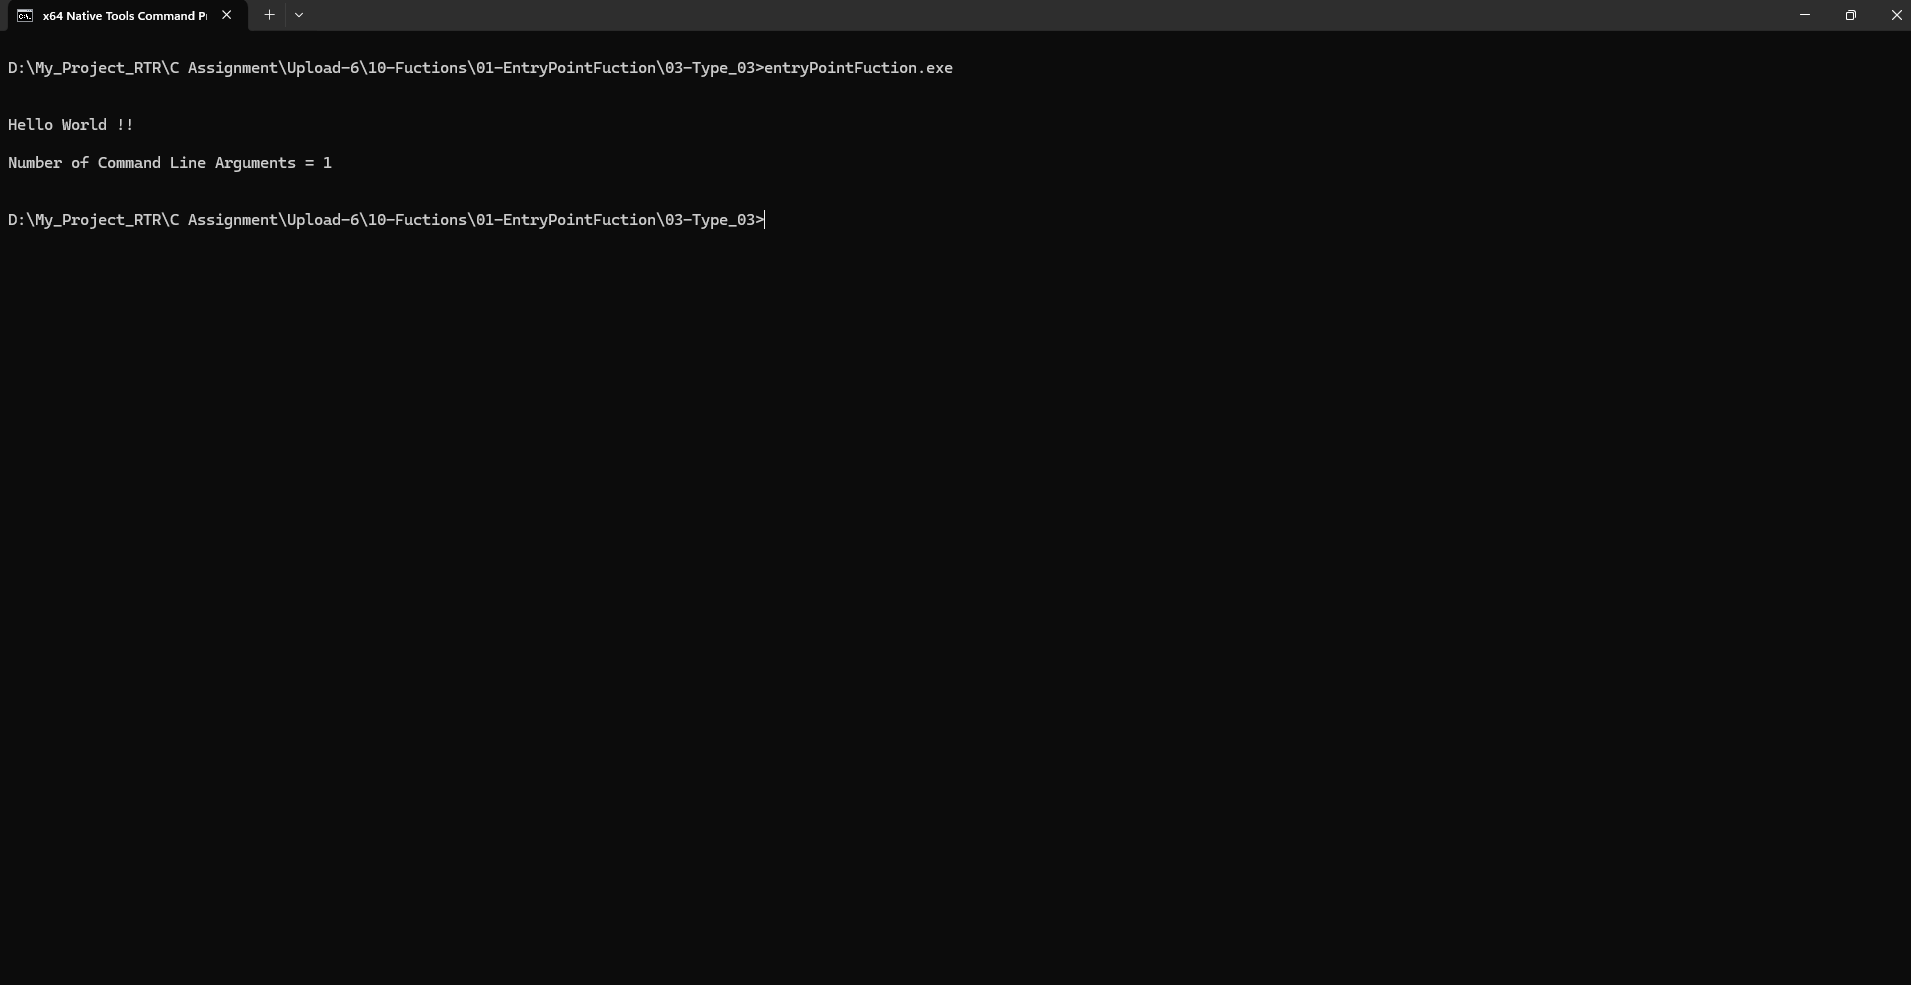 x64 Native Tools Command Pr
D:\My_Project_RTR\C Assignment\Upload-6\10-Fuctions\01-EntryPointFuction\03-Type_03>entryPointFuction.exe
Hello World !!
Number of Command Line Arguments = 1
D:\My_Project_RTR\C Assignment\Upload-6\10-Fuctions\01-EntryPointFuction\03-Type_03>